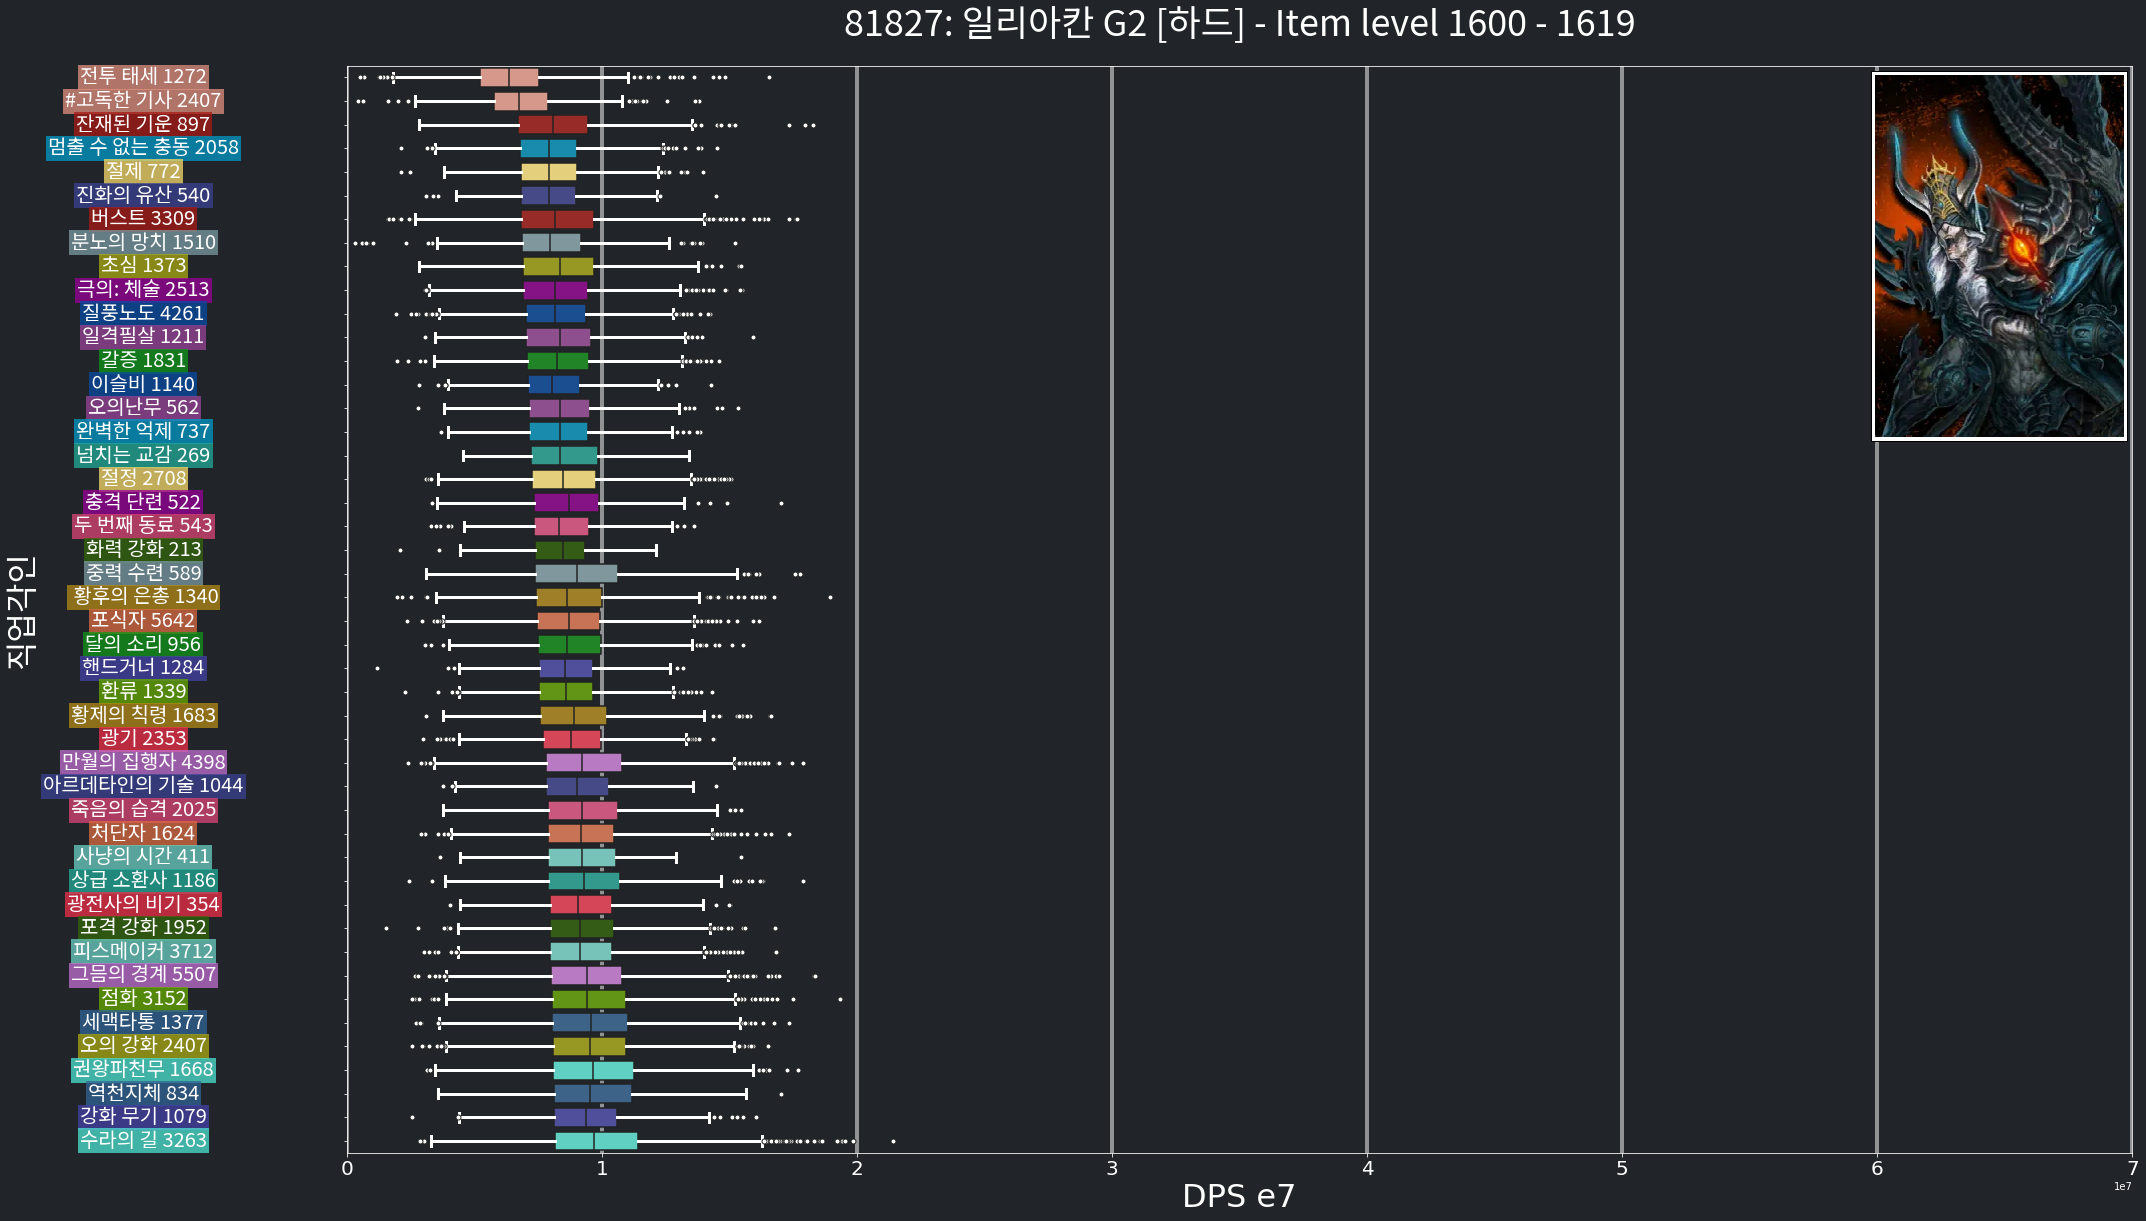 81827: 일리아칸 G2 [하드] - Item level 1600 - 1619
전투 태세 1272
#고독한 기사 2407
잔재된 기운 897
멈출 수 없는 충동 2058
절제 772
진화의 유산 540
버스트 3309
분노의 망치 1510
초심 1373
극의: 체술 2513
질풍노도 4261
일격필살 1211
갈증 1831
이슬비 1140
오의난무 562
완벽한 억제 737
넘치는 교감 269
절정 2708
충격 단련 522
두 번째 동료 543
화력 강화 213
중력 수련 589
황후의 은총 1340
포식자 5642
달의 소리 956
핸드거너 1284
환류 1339
황제의 칙령 1683
광기 2353
만월의 집행자 4398
아르데타인의 기술 1044
죽음의 습격 2025
처단자 1624
사냥의 시간 411
상급 소환사 1186
광전사의 비기 354
포격 강화 1952
피스메이커 3712
그믐의 경계 5507
점화 3152
세맥타통 1377
오의 강화 2407
권왕파천무 1668
역천지체 834
강화 무기 1079
수라의 길 3263
직업각인
0 1 2 3 4 5 6 7
DPS e7
1e7